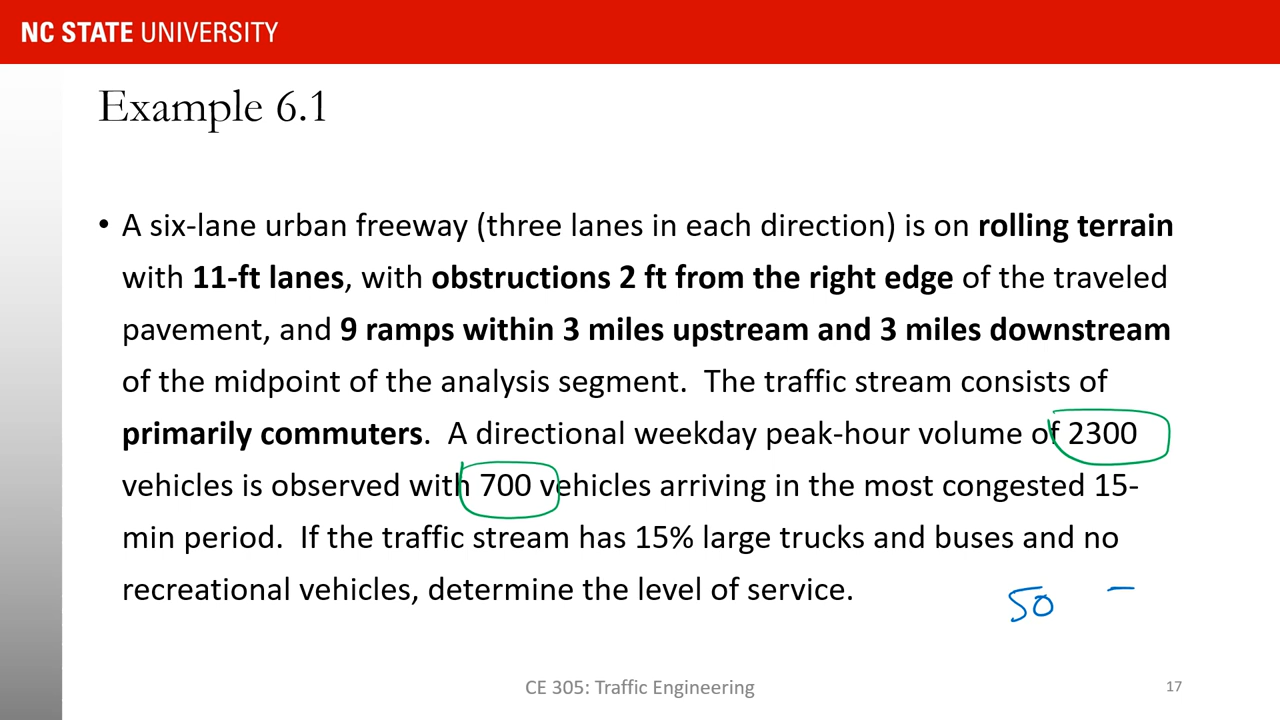 NC STATE UNIVERSITY
Example 6.1
• A six-lane urban freeway (three lanes in each direction) is on rolling terrain
with 11-ft lanes, with obstructions 2 ft from the right edge of the traveled
pavement, and 9 ramps within 3 miles upstream and 3 miles downstream
of the midpoint of the analysis segment. The traffic stream consists of
primarily commuters. A directional weekday peak-hour volume of 2300
vehicles is observed with 700 vehicles arriving in the most congested 15-
min period. If the traffic stream has 15% large trucks and buses and no
recreational vehicles, determine the level of service.
50 –
CE 305: Traffic Engineering
17